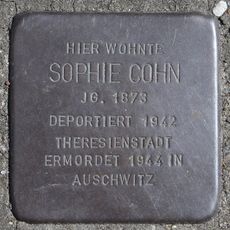 HIER WOHNTE
SOPHIE COHN
JG. 1873
DEPORTIERT 1942
THERESIENSTADT
ERMORDET 1944 IN
AUSCHWITZ